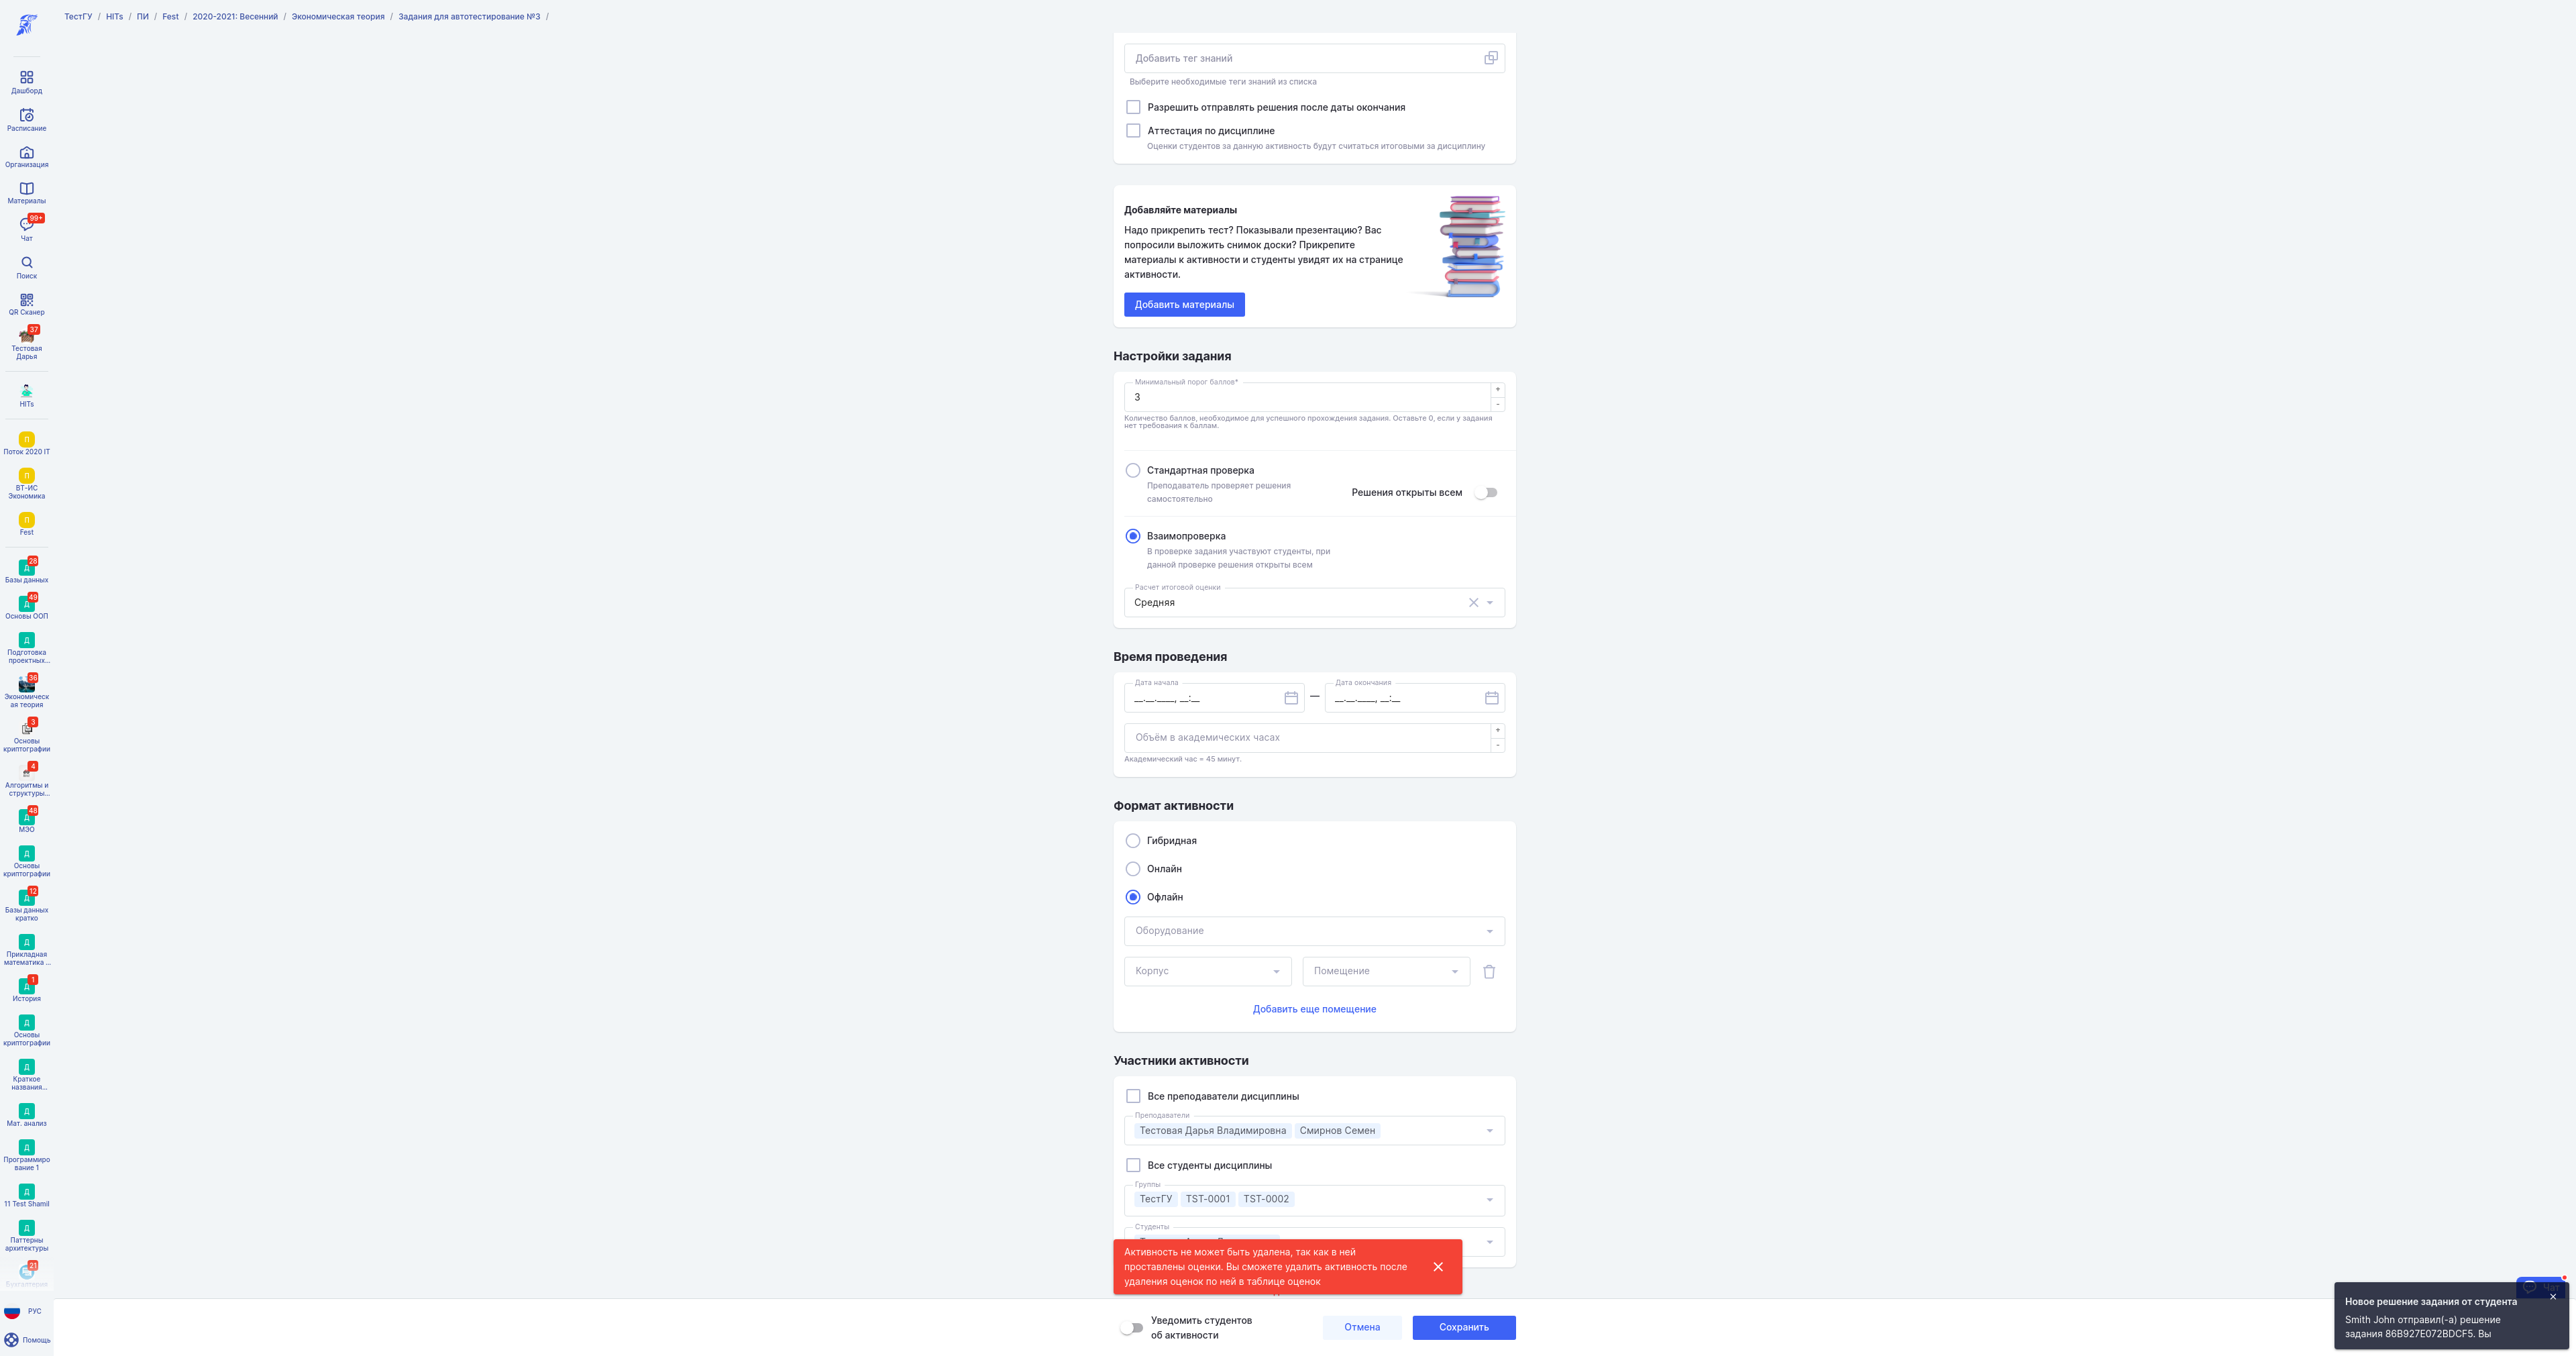 ТестГУ / HITs / ПИ / Fest / 2020-2021: Весенний / Экономическая теория / Задания для автотестирование №3 /
Дашборд
Расписание
Организация
Материалы
99+
Чат
Поиск
QR Сканер
37
Тестовая
Дарья
HITs
П
Поток 2020 IT
П
ВТ-ИС
Экономика
П
Fest
28
Д
Базы данных
49
Д
Основы ООП
Д
Подготовка
проектных...
36
Экономическ
ая теория
3
Основы
криптографии
4
Алгоритмы и
структуры...
48
Д
МЭО
Д
Основы
криптографии
12
Д
Базы данных
кратко
Д
Прикладная
математика ...
1
Д
История
Д
Основы
криптографии
Д
Краткое
названия...
Д
Мат. анализ
Д
Программиро
вание 1
Д
11 Test Shamil
Д
Паттерны
архитектуры
21
Бухгалтерия
РУС
Помощь
Добавить тег знаний
Выберите необходимые теги знаний из списка
Разрешить отправлять решения после даты окончания
Аттестация по дисциплине
Оценки студентов за данную активность будут считаться итоговыми за дисциплину
Добавляйте материалы
Надо прикрепить тест? Показывали презентацию? Вас
попросили выложить снимок доски? Прикрепите
материалы к активности и студенты увидят их на странице
активности.
Добавить материалы
Настройки задания
Минимальный порог баллов*
3
+
-
Количество баллов, необходимое для успешного прохождения задания. Оставьте 0, если у задания
нет требования к баллам.
Стандартная проверка
Преподаватель проверяет решения
самостоятельно
Решения открыты всем
Взаимопроверка
В проверке задания участвуют студенты, при
данной проверке решения открыты всем
Расчет итоговой оценки
Средняя
Время проведения
Дата начала
__.__.____, __:__
—
Дата окончания
__.__.____, __:__
Объём в академических часах
+
-
Академический час = 45 минут.
Формат активности
Гибридная
Онлайн
Офлайн
Оборудование
Корпус
Помещение
Добавить еще помещение
Участники активности
Все преподаватели дисциплины
Преподаватели
Тестовая Дарья Владимировна Смирнов Семен
Все студенты дисциплины
Группы
ТестГУ TST-0001 TST-0002
Студенты
Активность не может быть удалена, так как в ней
проставлены оценки. Вы сможете удалить активность после
удаления оценок по ней в таблице оценок
Уведомить студентов
об активности
Отмена
Сохранить
Новое решение задания от студента
Smith John отправил(-а) решение
задания 86B927E072BDCF5. Вы